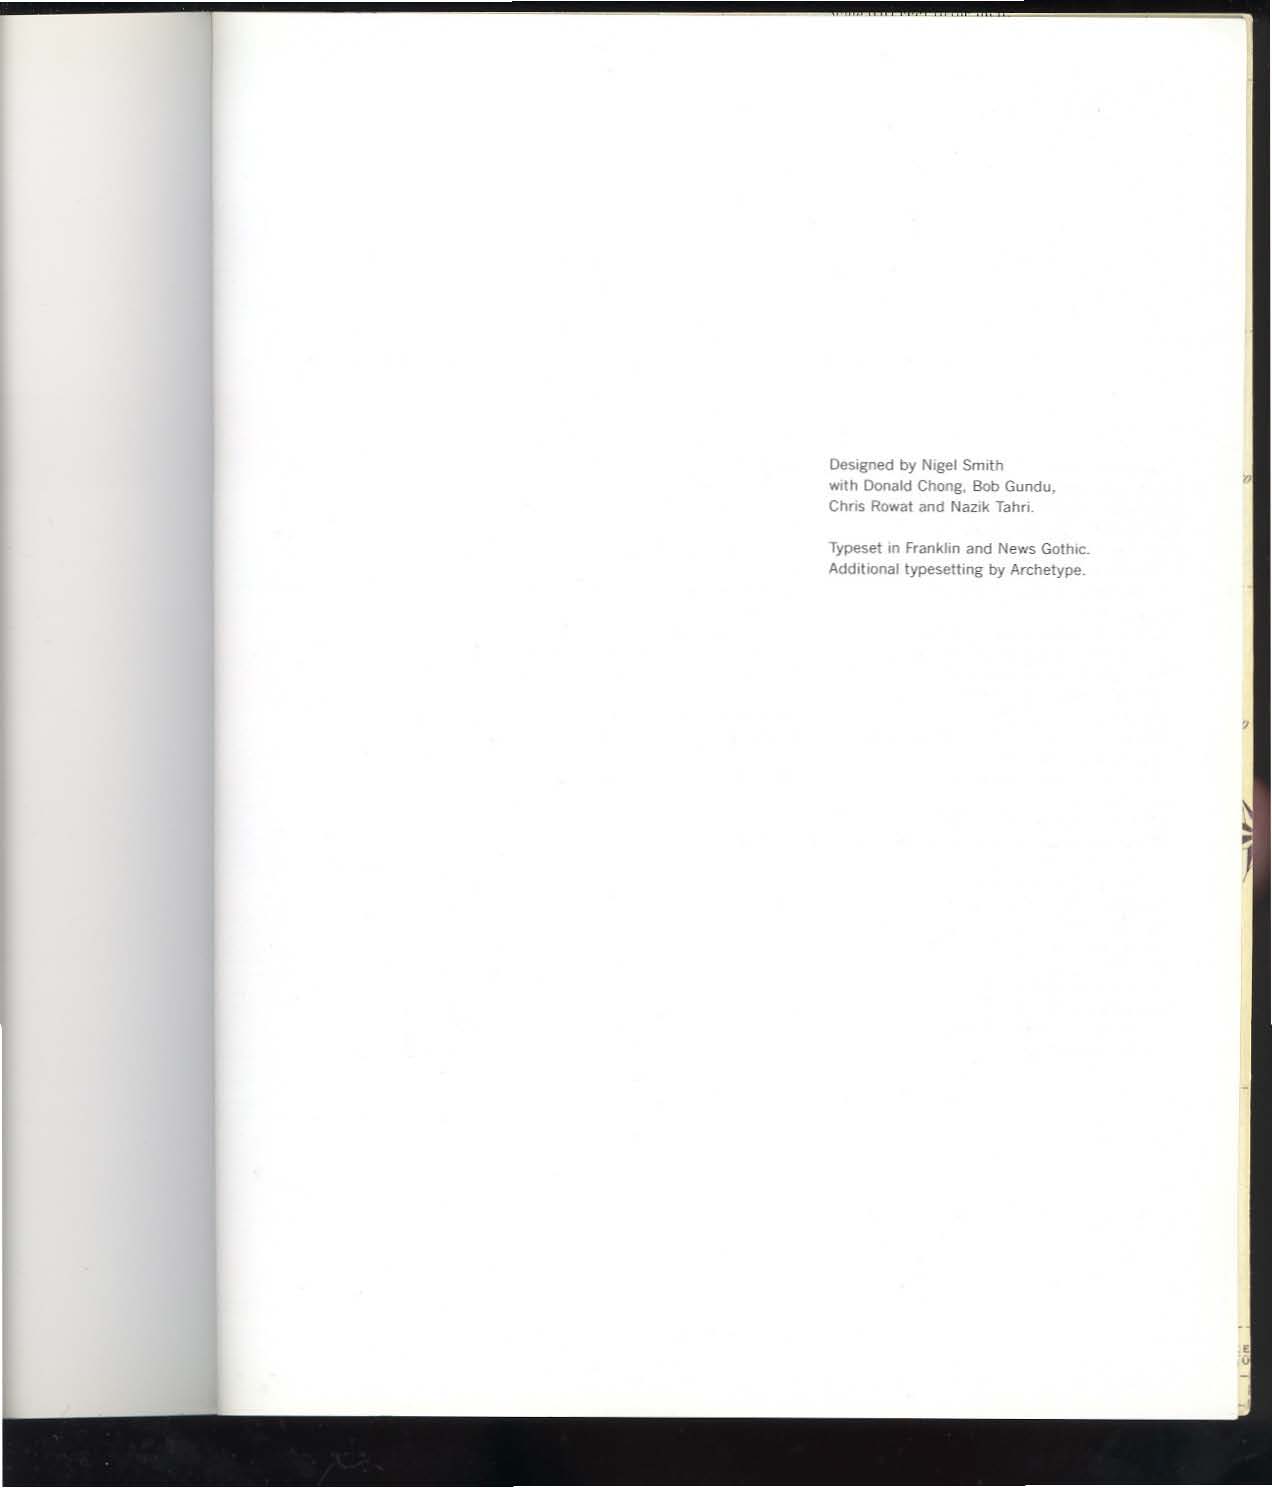 Designed by Nigel Smith
with Donald Chong, Bob Gundu,
Chris Rowat and Nazik Tahri.
Typeset in Franklin and News Gothic.
Additional typesetting by Archetype.